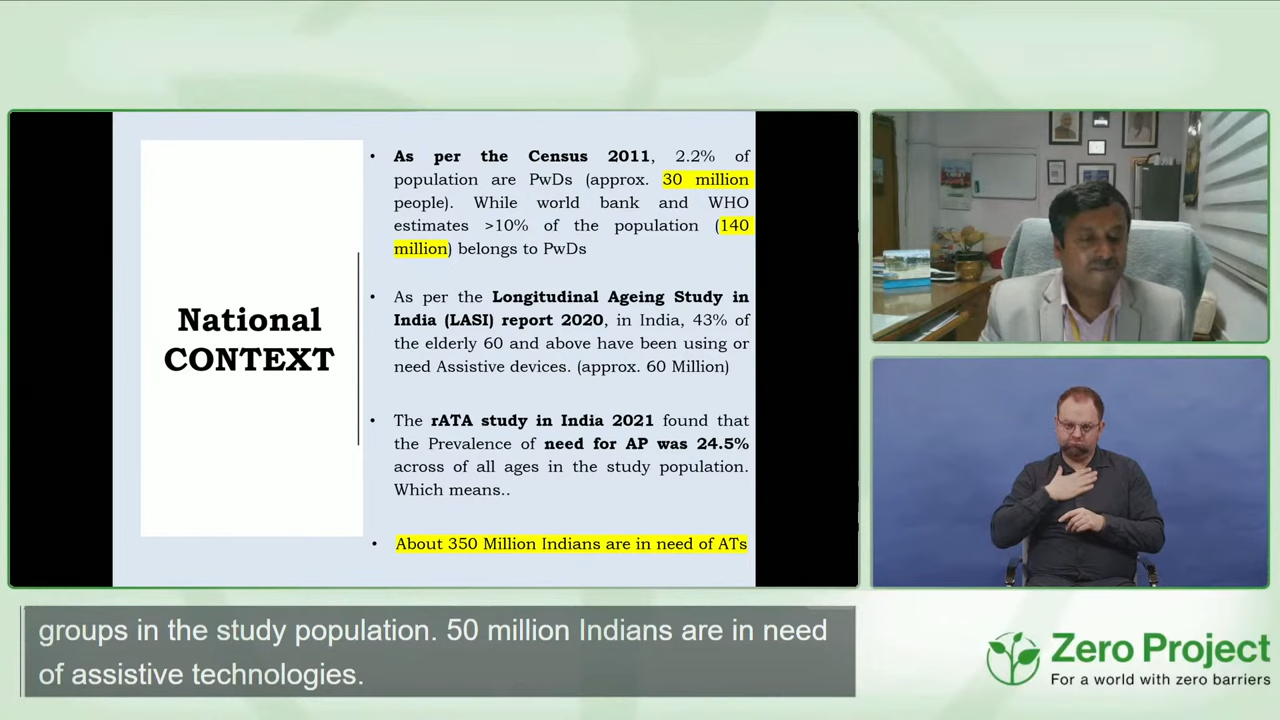 National
CONTEXT
• As per the Census 2011, 2.2% of
population are PwDs (approx. 30 million
people). While world bank and WHO
estimates >10% of the population (140
million) belongs to PwDs
• As per the Longitudinal Ageing Study in
India (LASI) report 2020, in India, 43% of
the elderly 60 and above have been using or
need Assistive devices. (approx. 60 Million)
• The rATA study in India 2021 found that
the Prevalence of need for AP was 24.5%
across of all ages in the study population.
Which means..
• About 350 Million Indians are in need of ATs
groups in the study population. 50 million Indians are in need
of assistive technologies.
Zero Project
For a world with zero barriers